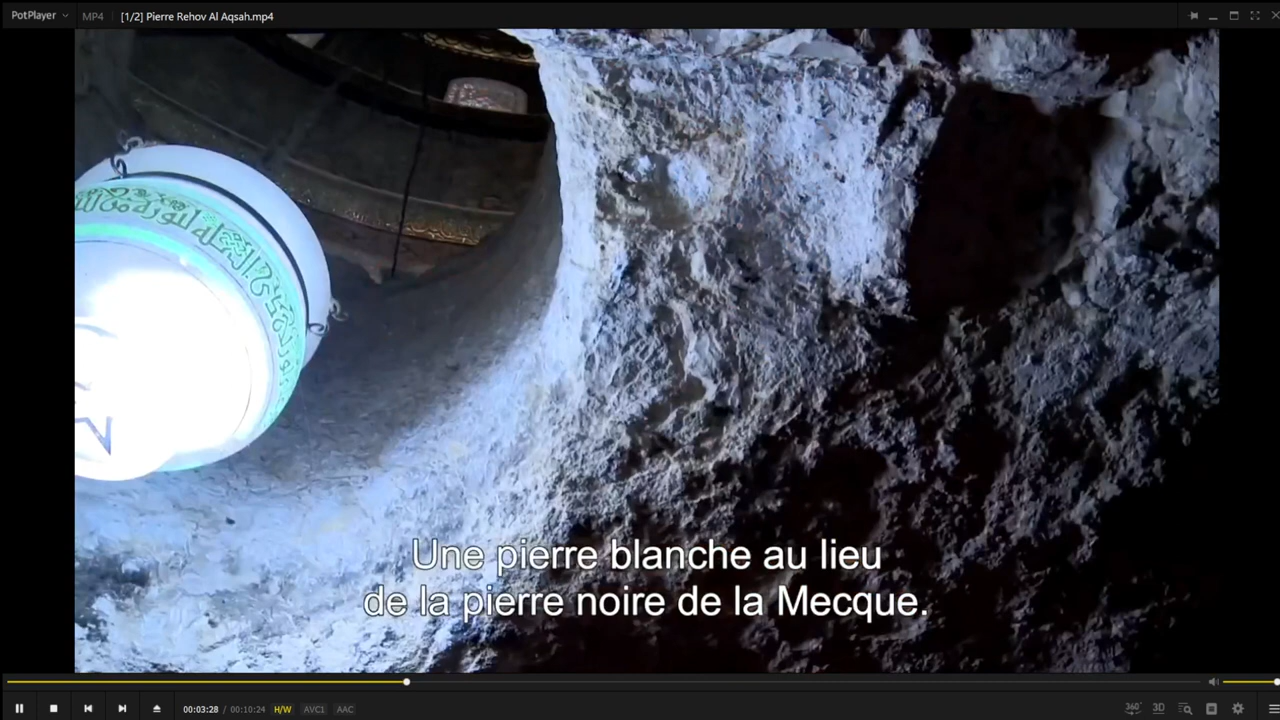 PotPlayer
MP4
[1/2] Pierre Rehov Al Aqsah.mp4
Une pierre blanche au lieu
de la pierre noire de la Mecque.
00:03:28 / 00:10:24 H/W AVC1 AAC
360°
3D